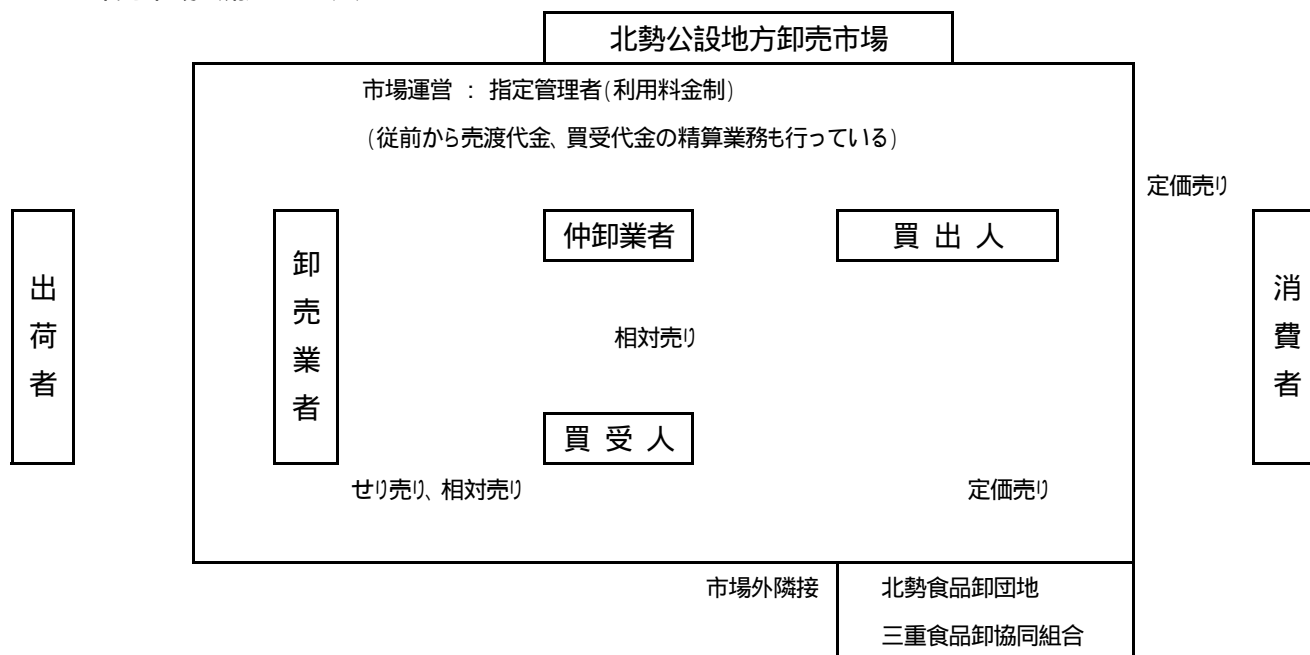 北勢公設地方卸売市場
市場運営 : 指定管理者(利用料金制)
(従前から売渡代金、買受代金の精算業務も行っている)
定価売り
出荷者
卸売業者
仲卸業者
買出人
消費者
相対売り
買受人
せり売り、相対売り
定価売り
市場外隣接
北勢食品卸団地
三重食品卸協同組合